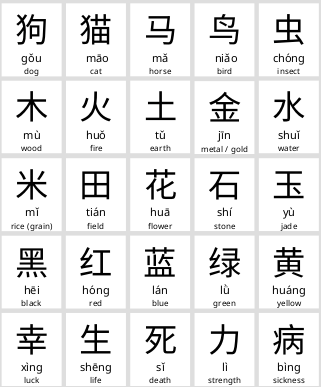 狗 猫 马 鸟 虫
gǒu māo mǎ niǎo chóng
dog cat horse bird insect
木 火 土 金 水
mù huǒ tǔ jīn shuǐ
wood fire earth metal / gold water
米 田 花 石 玉
mǐ tián huā shí yù
rice (grain) field flower stone jade
黑 红 蓝 绿 黄
hēi hóng lán lǜ huáng
black red blue green yellow
幸 生 死 力 病
xìng shēng sǐ lì bìng
luck life death strength sickness